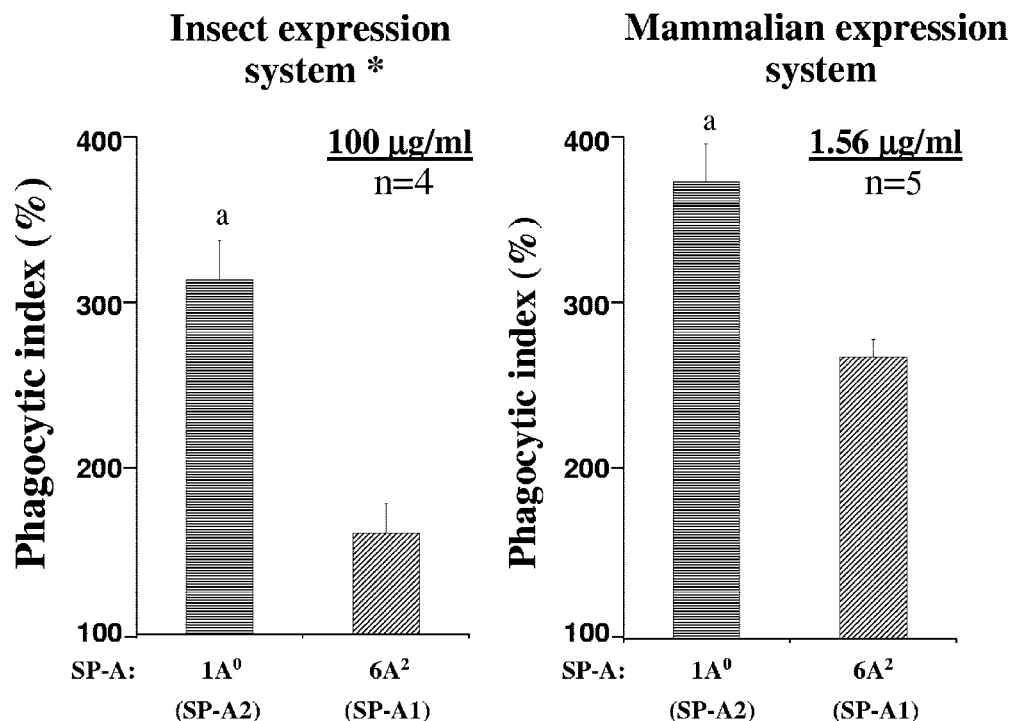 Insect expression
system *
Phagocytic index (%)
400
300
200
100
a
100 µg/ml
n=4
SP-A:
1A⁰
6A²
(SP-A2)
(SP-A1)
Mammalian expression
system
Phagocytic index (%)
400
300
200
100
a
1.56 µg/ml
n=5
1A⁰
6A²
(SP-A2)
(SP-A1)